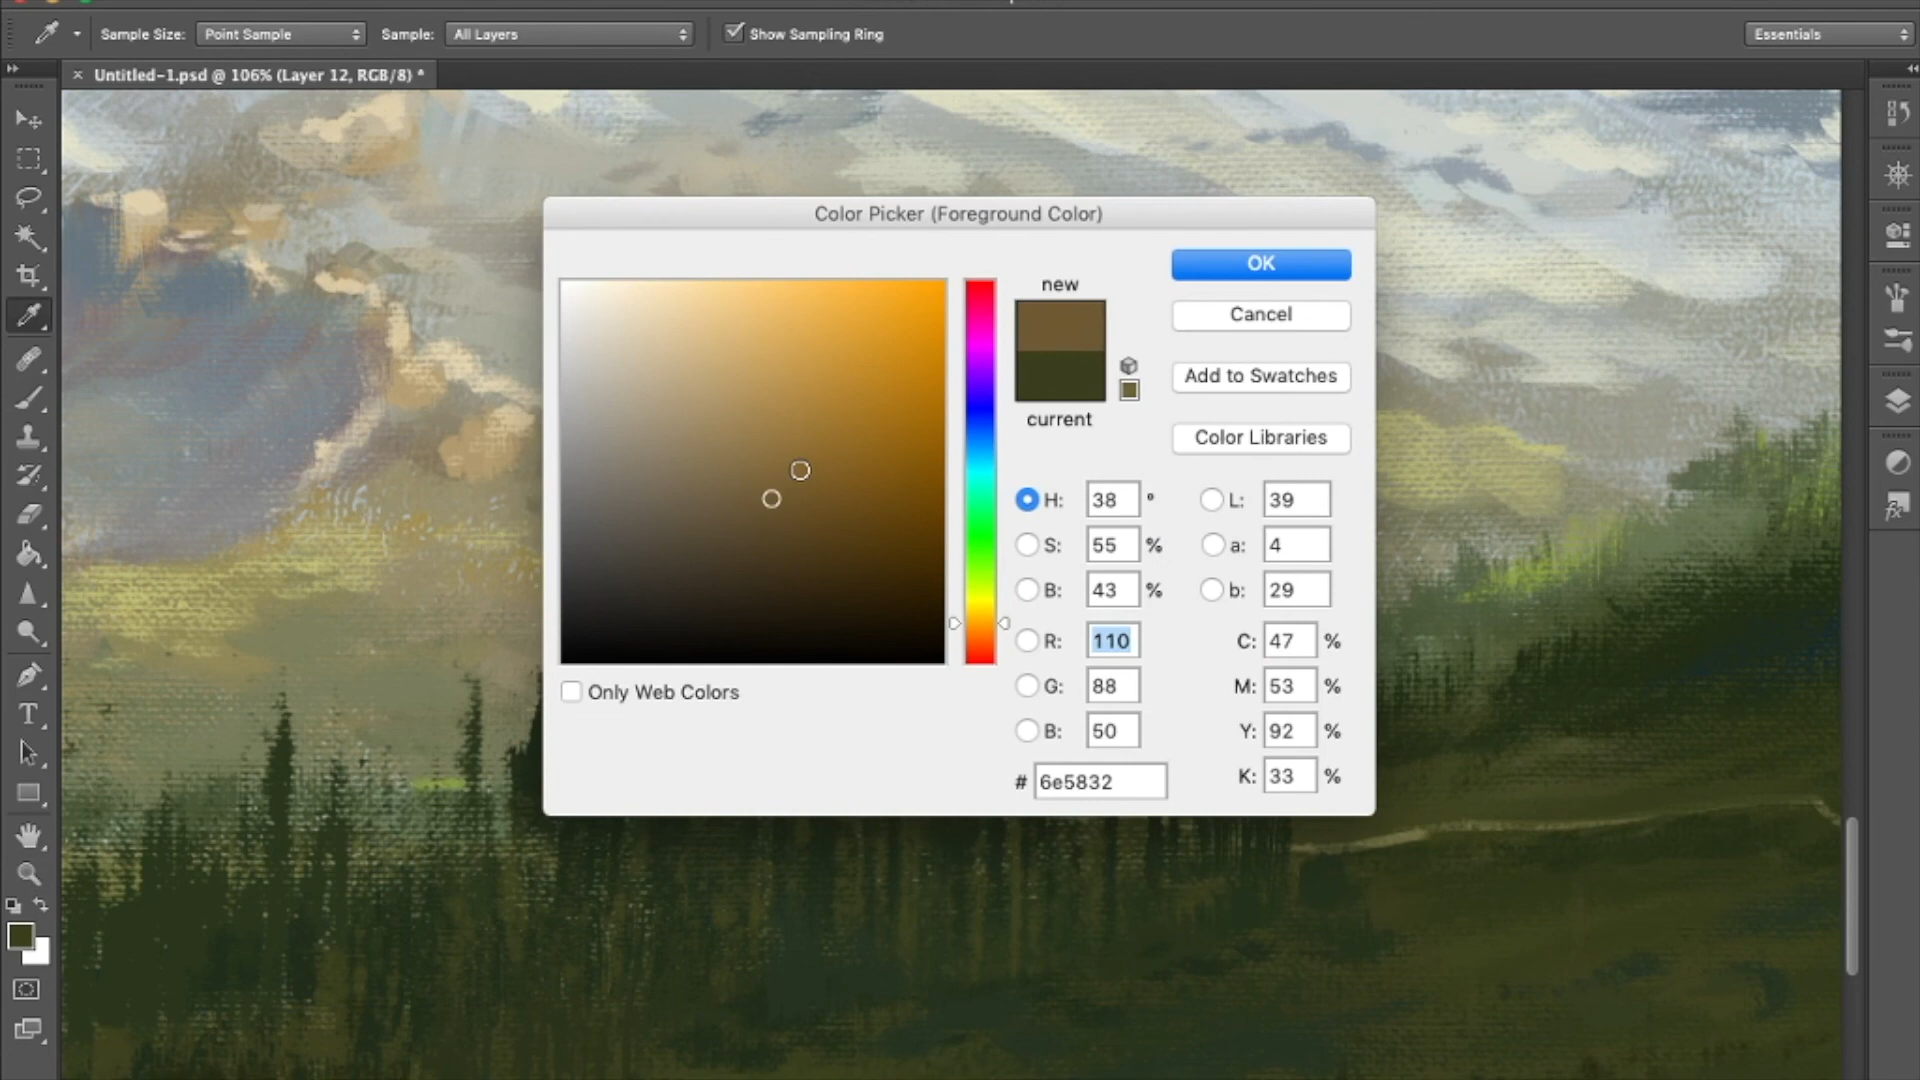 Sample Size: Point Sample Sample: All Layers Show Sampling Ring Essentials
× Untitled-1.psd @ 106% (Layer 12, RGB/8) *
Color Picker (Foreground Color)
OK
new
Cancel
Add to Swatches
current
Color Libraries
H: 38 ° L: 39
S: 55 % a: 4
B: 43 % b: 29
R: 110 C: 47 %
G: 88 M: 53 %
Only Web Colors
B: 50 Y: 92 %
# 6e5832 K: 33 %
T
fx